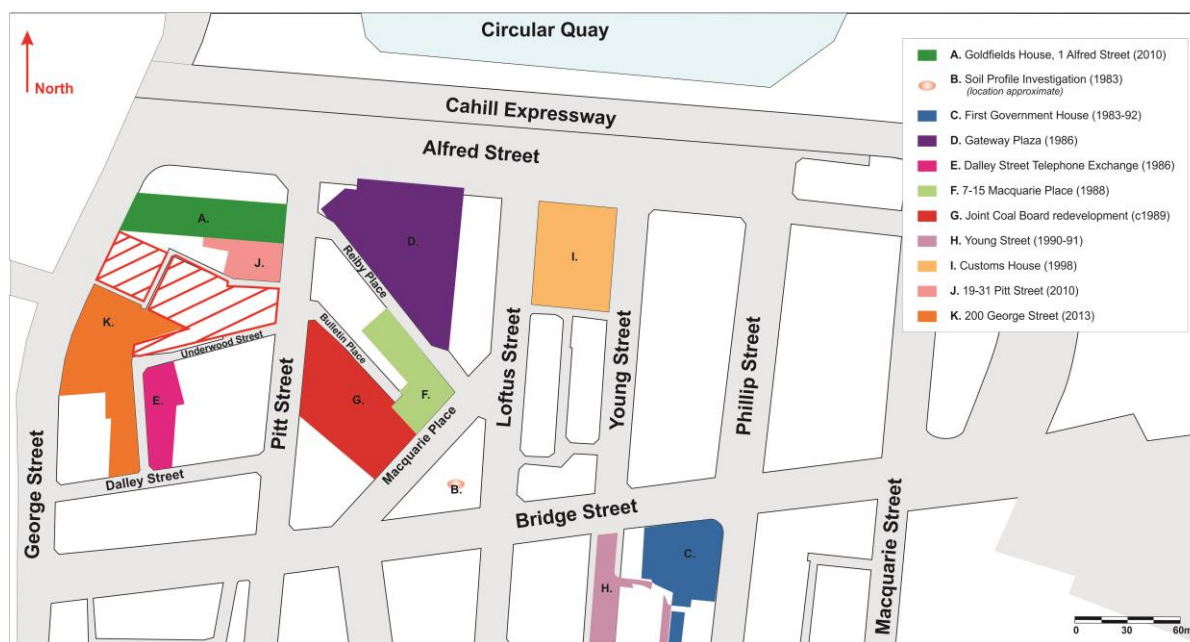 Circular Quay
North
Cahill Expressway
Alfred Street
A.
J.
K.
D.
Reiby Place
I.
Bulletin Place
Underwood Street
E.
G.
F.
Pitt Street
Loftus Street
Young Street
Phillip Street
Macquarie Place
B.
Dalley Street
George Street
Bridge Street
C.
H.
Macquarie Street
A. Goldfields House, 1 Alfred Street (2010)
B. Soil Profile Investigation (1983)
(location approximate)
C. First Government House (1983-92)
D. Gateway Plaza (1986)
E. Dalley Street Telephone Exchange (1986)
F. 7-15 Macquarie Place (1988)
G. Joint Coal Board redevelopment (c1989)
H. Young Street (1990-91)
I. Customs House (1998)
J. 19-31 Pitt Street (2010)
K. 200 George Street (2013)
0 30 60m